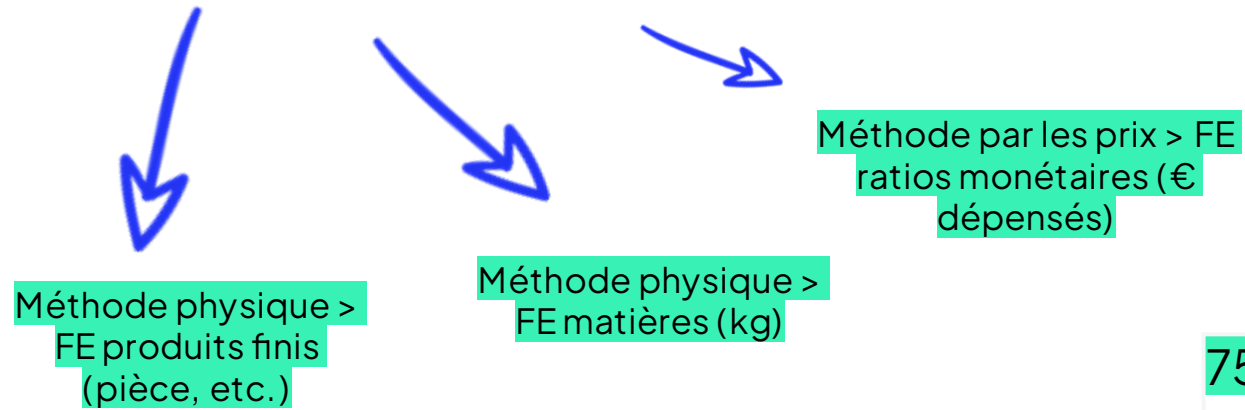 Méthode par les prix > FE
ratios monétaires (€
dépensés)
Méthode physique >
FE matières (kg)
Méthode physique >
FE produits finis
(pièce, etc.)
75